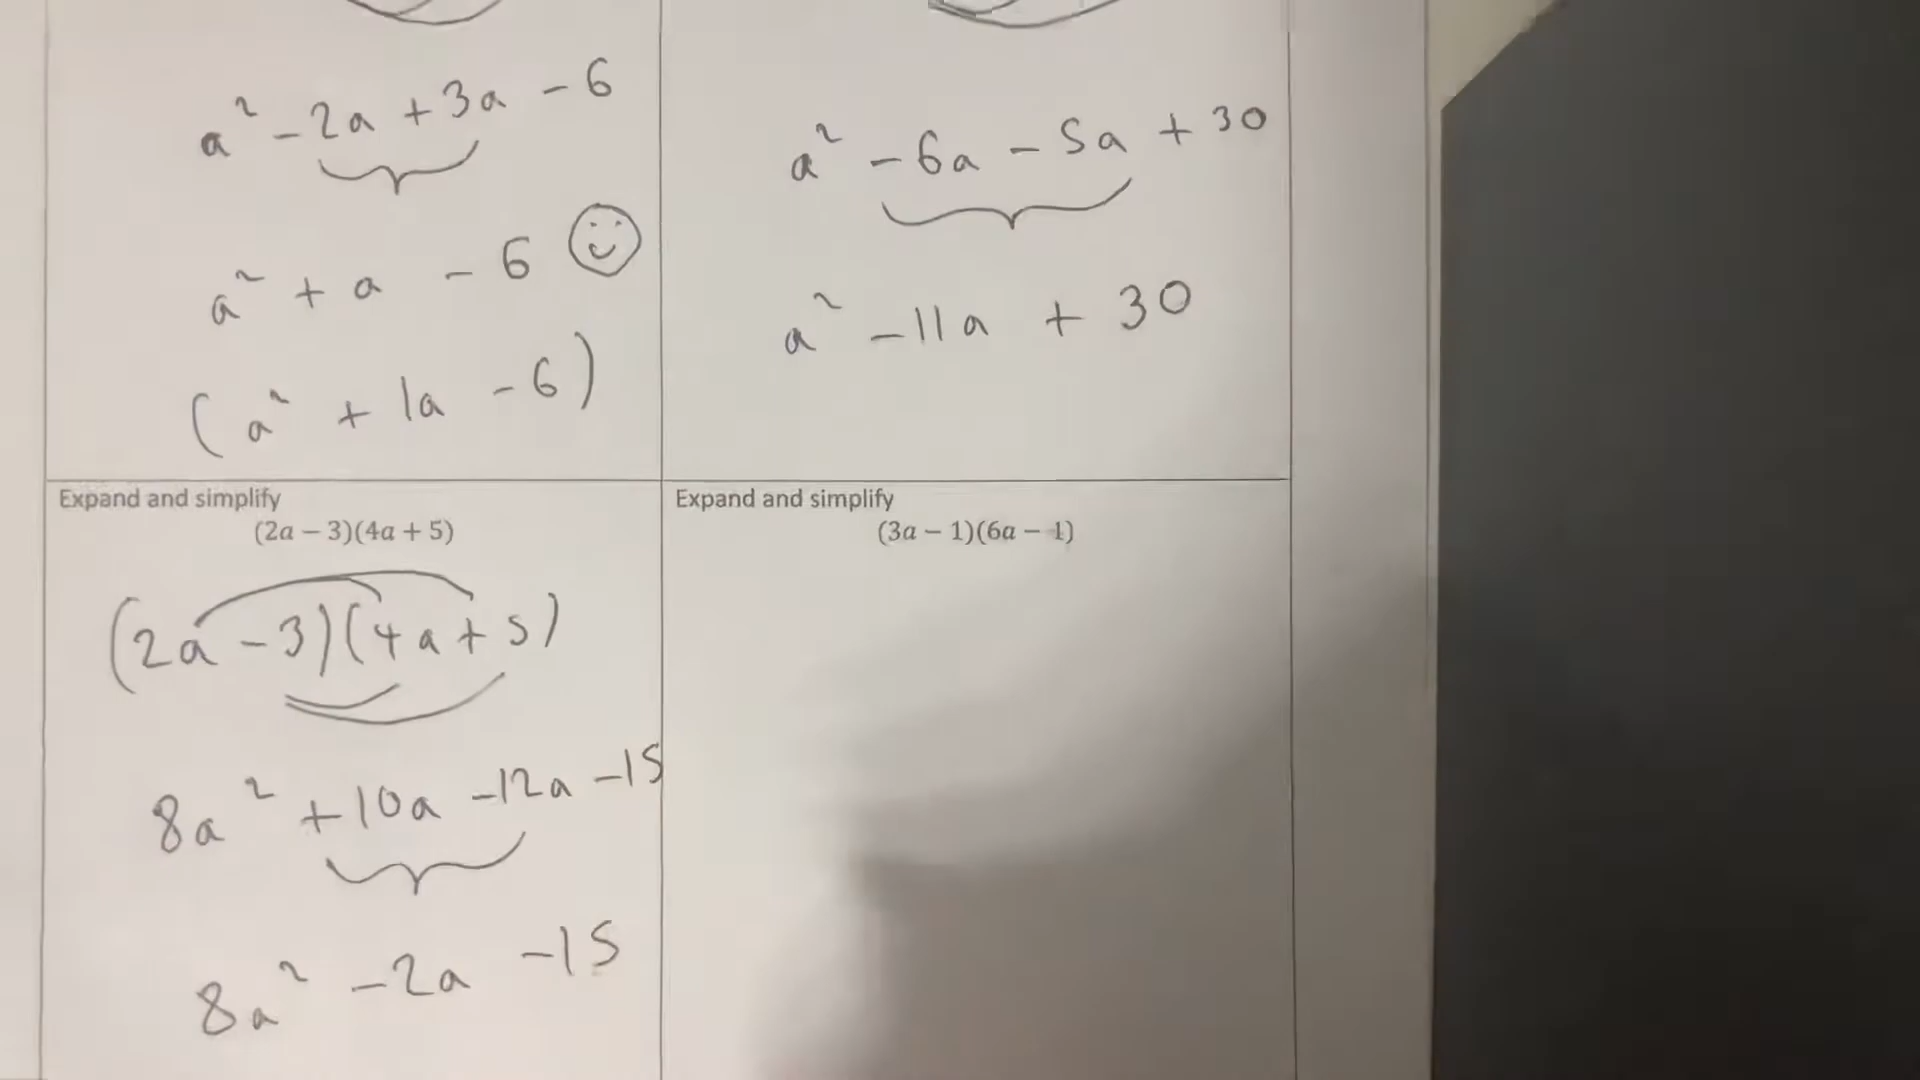 a² - 2a + 3a - 6
a² + a - 6
(a² + 1a - 6)
a² - 6a - 5a + 30
a² - 11a + 30
Expand and simplify
(2a – 3)(4a + 5)
(2a - 3)(4a + 5)
8a² + 10a - 12a - 15
8a² - 2a - 15
Expand and simplify
(3a – 1)(6a – 1)